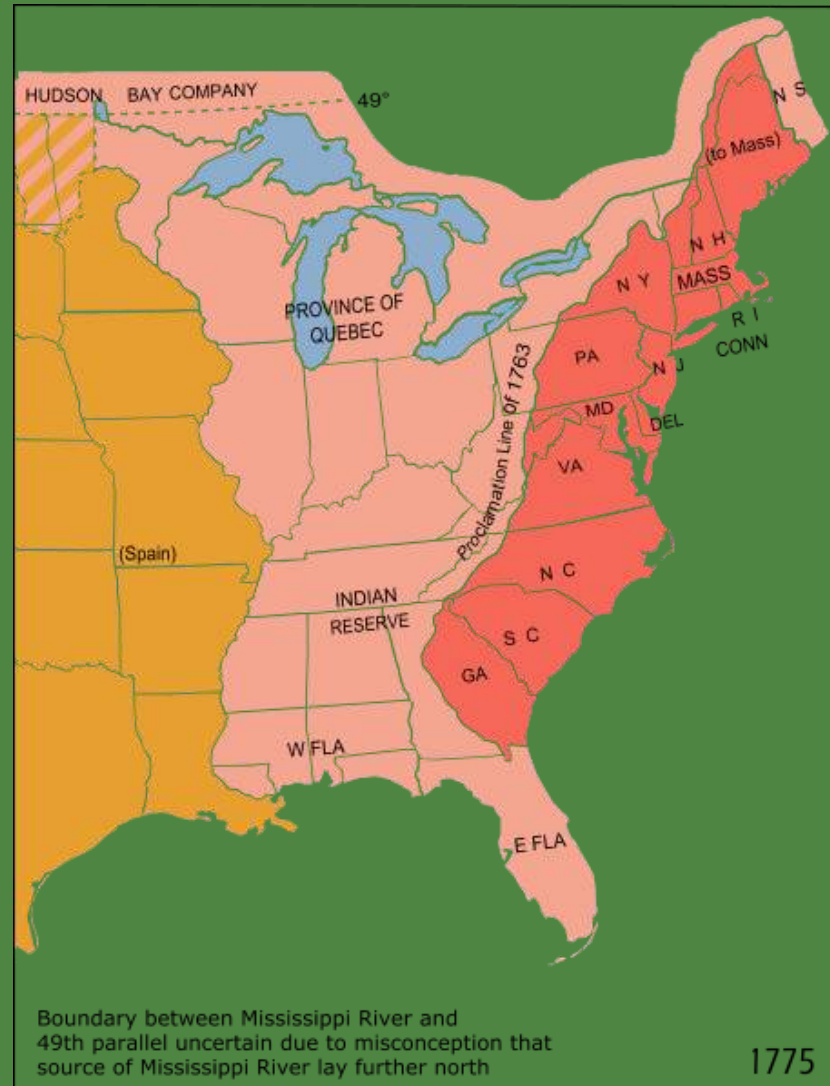 HUDSON BAY COMPANY
49°
N S
(to Mass)
N H
N Y
MASS
R I
CONN
PROVINCE OF
QUEBEC
PA
N J
Proclamation Line of 1763
MD
DEL
VA
(Spain)
N C
INDIAN
RESERVE
S C
GA
W FLA
E FLA
Boundary between Mississippi River and
49th parallel uncertain due to misconception that
source of Mississippi River lay further north
1775